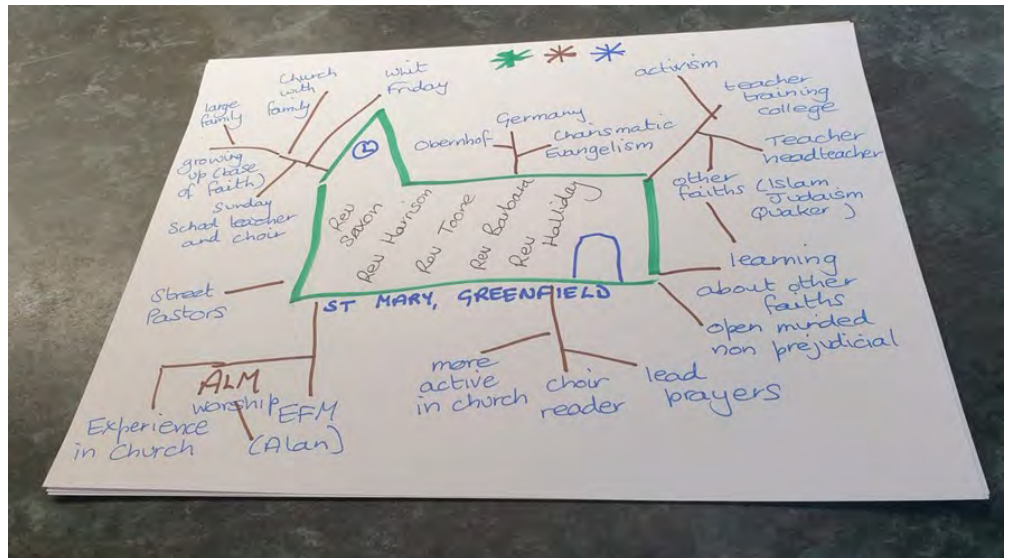 large
family
Church
with
family
Whit
Friday
growing
up (base
of faith)
Sunday
School teacher
and choir
Obernhof
Germany
Charismatic
Evangelism
activism
teacher
training
college
Teacher
headteacher
other
faiths (Islam
Judaism
Quaker )
learning
about other
faiths
open minded
non prejudicial
Rev
Saxon
Rev Harrison
Rev Toone
Rev Barbara
Rev Halliday
ST MARY, GREENFIELD
Street
Pastors
ALM
worship
Experience
in Church
EFM
(Alan)
more
active
in church
choir
reader
lead
prayers